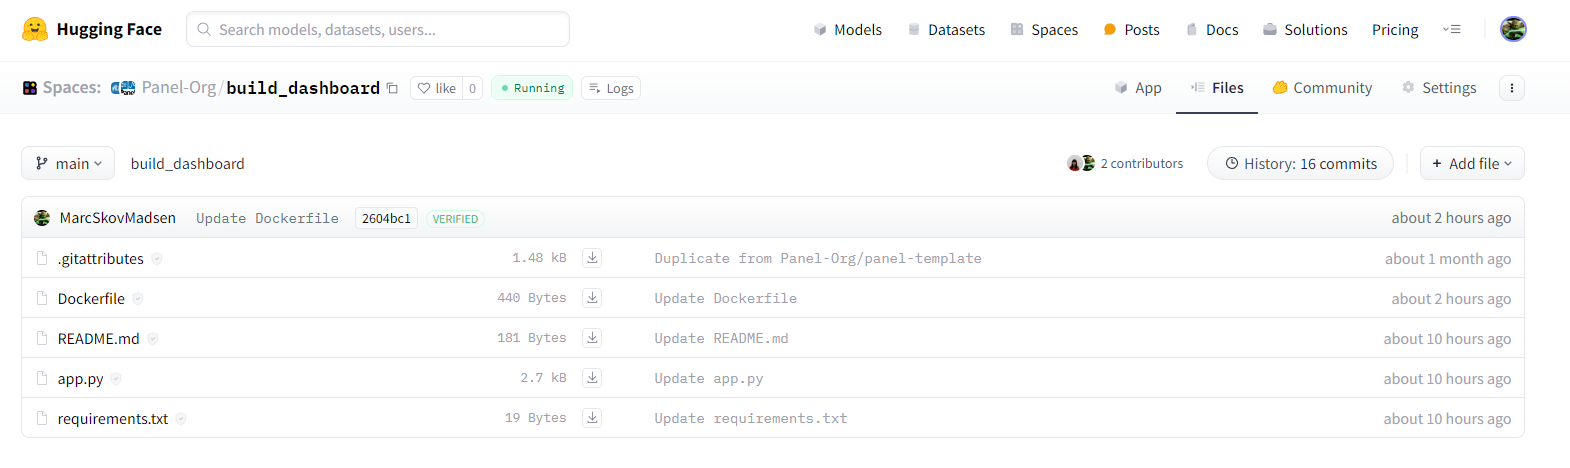 Hugging Face Search models, datasets, users... Models Datasets Spaces Posts Docs Solutions Pricing
Spaces: Panel-Org/build_dashboard like 0 Running Logs App Files Community Settings
main build_dashboard 2 contributors History: 16 commits + Add file
MarcSkovMadsen Update Dockerfile 2604bc1 VERIFIED about 2 hours ago
.gitattributes 1.48 kB Duplicate from Panel-Org/panel-template about 1 month ago
Dockerfile 440 Bytes Update Dockerfile about 2 hours ago
README.md 181 Bytes Update README.md about 10 hours ago
app.py 2.7 kB Update app.py about 10 hours ago
requirements.txt 19 Bytes Update requirements.txt about 10 hours ago